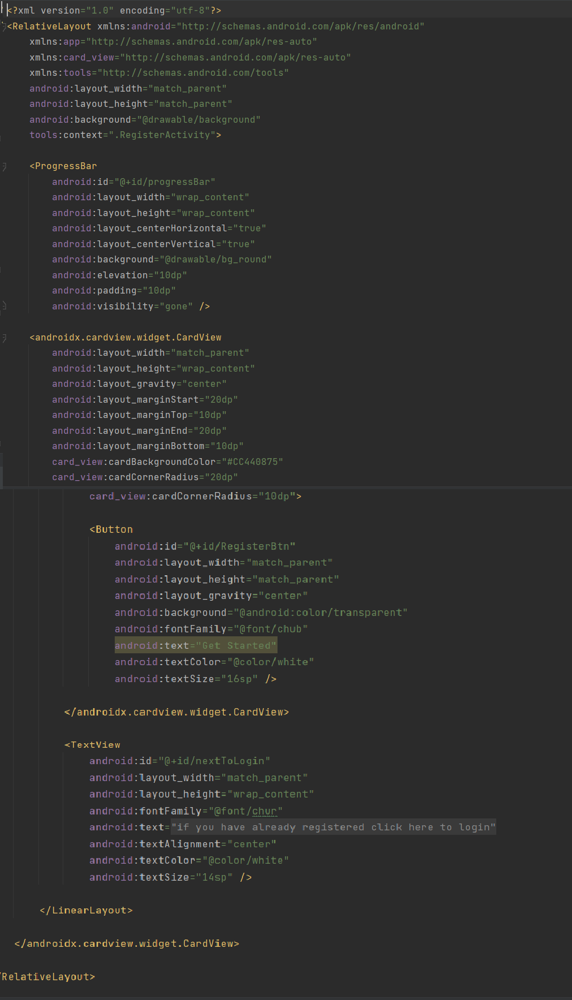 <?xml version="1.0" encoding="utf-8"?>
<RelativeLayout xmlns:android="http://schemas.android.com/apk/res/android"
    xmlns:app="http://schemas.android.com/apk/res-auto"
    xmlns:card_view="http://schemas.android.com/apk/res-auto"
    xmlns:tools="http://schemas.android.com/tools"
    android:layout_width="match_parent"
    android:layout_height="match_parent"
    android:background="@drawable/background"
    tools:context=".RegisterActivity">

    <ProgressBar
        android:id="@+id/progressBar"
        android:layout_width="wrap_content"
        android:layout_height="wrap_content"
        android:layout_centerHorizontal="true"
        android:layout_centerVertical="true"
        android:background="@drawable/bg_round"
        android:elevation="10dp"
        android:padding="10dp"
        android:visibility="gone" />

    <androidx.cardview.widget.CardView
        android:layout_width="match_parent"
        android:layout_height="wrap_content"
        android:layout_gravity="center"
        android:layout_marginStart="20dp"
        android:layout_marginTop="10dp"
        android:layout_marginEnd="20dp"
        android:layout_marginBottom="10dp"
        card_view:cardBackgroundColor="#CC440875"
        card_view:cardCornerRadius="20dp"
                card_view:cardCornerRadius="10dp">

                <Button
                    android:id="@+id/RegisterBtn"
                    android:layout_width="match_parent"
                    android:layout_height="match_parent"
                    android:layout_gravity="center"
                    android:background="@android:color/transparent"
                    android:fontFamily="@font/chub"
                    android:text="Get Started"
                    android:textColor="@color/white"
                    android:textSize="16sp" />

            </androidx.cardview.widget.CardView>

            <TextView
                android:id="@+id/nextToLogin"
                android:layout_width="match_parent"
                android:layout_height="wrap_content"
                android:fontFamily="@font/chur"
                android:text="if you have already registered click here to login"
                android:textAlignment="center"
                android:textColor="@color/white"
                android:textSize="14sp" />

        </LinearLayout>

    </androidx.cardview.widget.CardView>

/RelativeLayout>